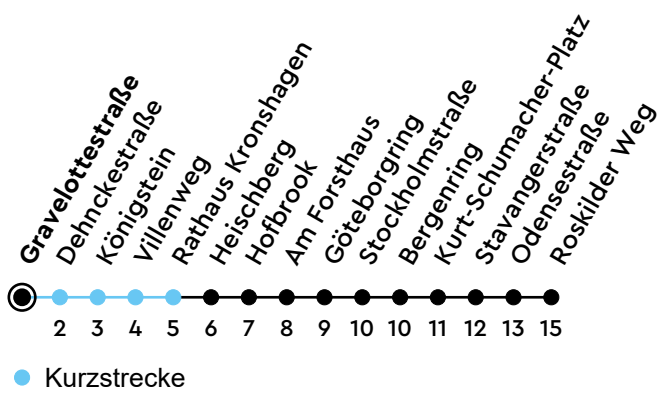 Gravelottestraße
Dehnckestraße
Königstein
Villenweg
Rathaus Kronshagen
Heischberg
Hofbrook
Am Forsthaus
Göteborgring
Stockholmstraße
Bergenring
Kurt-Schumacher-Platz
Stavangerstraße
Odensestraße
Roskilder Weg
2 3 4 5 6 7 8 9 10 10 11 12 13 15
Kurzstrecke